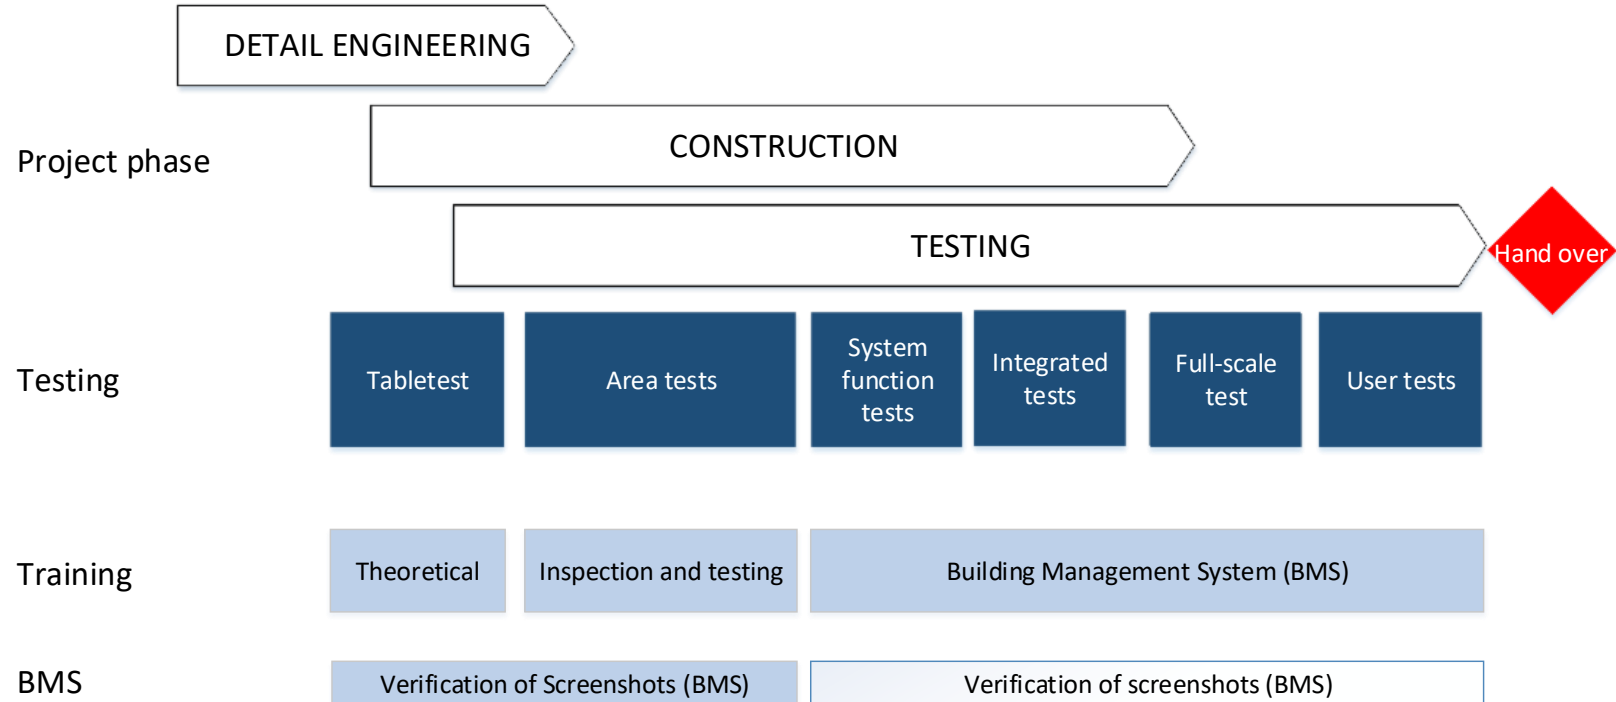 DETAIL ENGINEERING
Project phase
CONSTRUCTION
TESTING
Hand over
Testing
Tabletest
Area tests
System
function
tests
Integrated
tests
Full-scale
test
User tests
Training
Theoretical
Inspection and testing
Building Management System (BMS)
BMS
Verification of Screenshots (BMS)
Verification of screenshots (BMS)